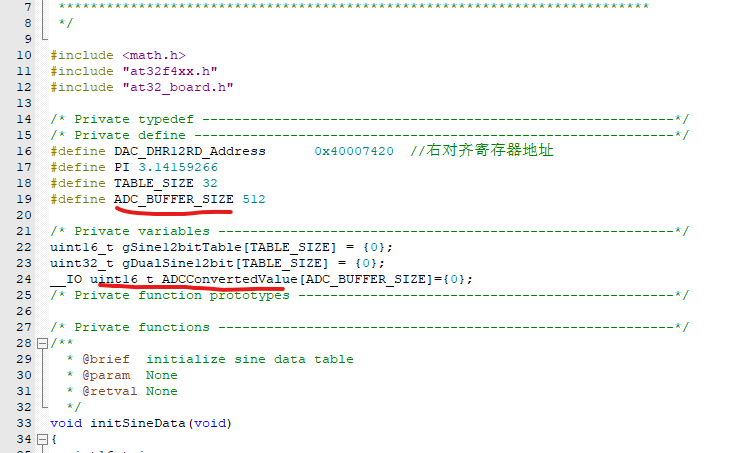 7 **************************************************************************
8 */
9
10 #include <math.h>
11 #include "at32f4xx.h"
12 #include "at32_board.h"
13
14 /* Private typedef -----------------------------------------------------------*/
15 /* Private define ------------------------------------------------------------*/
16 #define DAC_DHR12RD_Address      0x40007420  //右对齐寄存器地址
17 #define PI 3.14159266
18 #define TABLE_SIZE 32
19 #define ADC_BUFFER_SIZE 512
20
21 /* Private variables ---------------------------------------------------------*/
22 uint16_t gSine12bitTable[TABLE_SIZE] = {0};
23 uint32_t gDualSine12bit[TABLE_SIZE] = {0};
24 __IO uint16_t ADCConvertedValue[ADC_BUFFER_SIZE]={0};
25 /* Private function prototypes -----------------------------------------------*/
26
27 /* Private functions ---------------------------------------------------------*/
28 /**
29   * @brief  initialize sine data table
30   * @param  None
31   * @retval None
32   */
33 void initSineData(void)
34 {